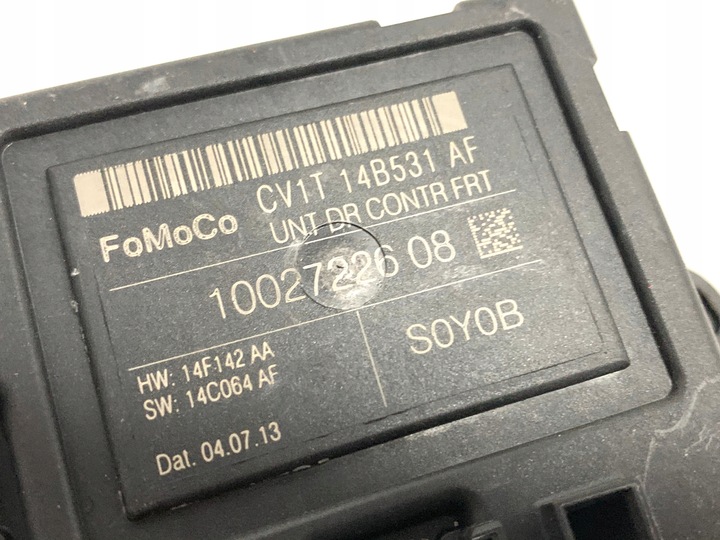 CV1T 14B531 AF
FoMoCo
UNT DR CONTR FRT
10027226 08
HW: 14F142 AA
SW: 14C064 AF
S0Y0B
Dat. 04.07.13